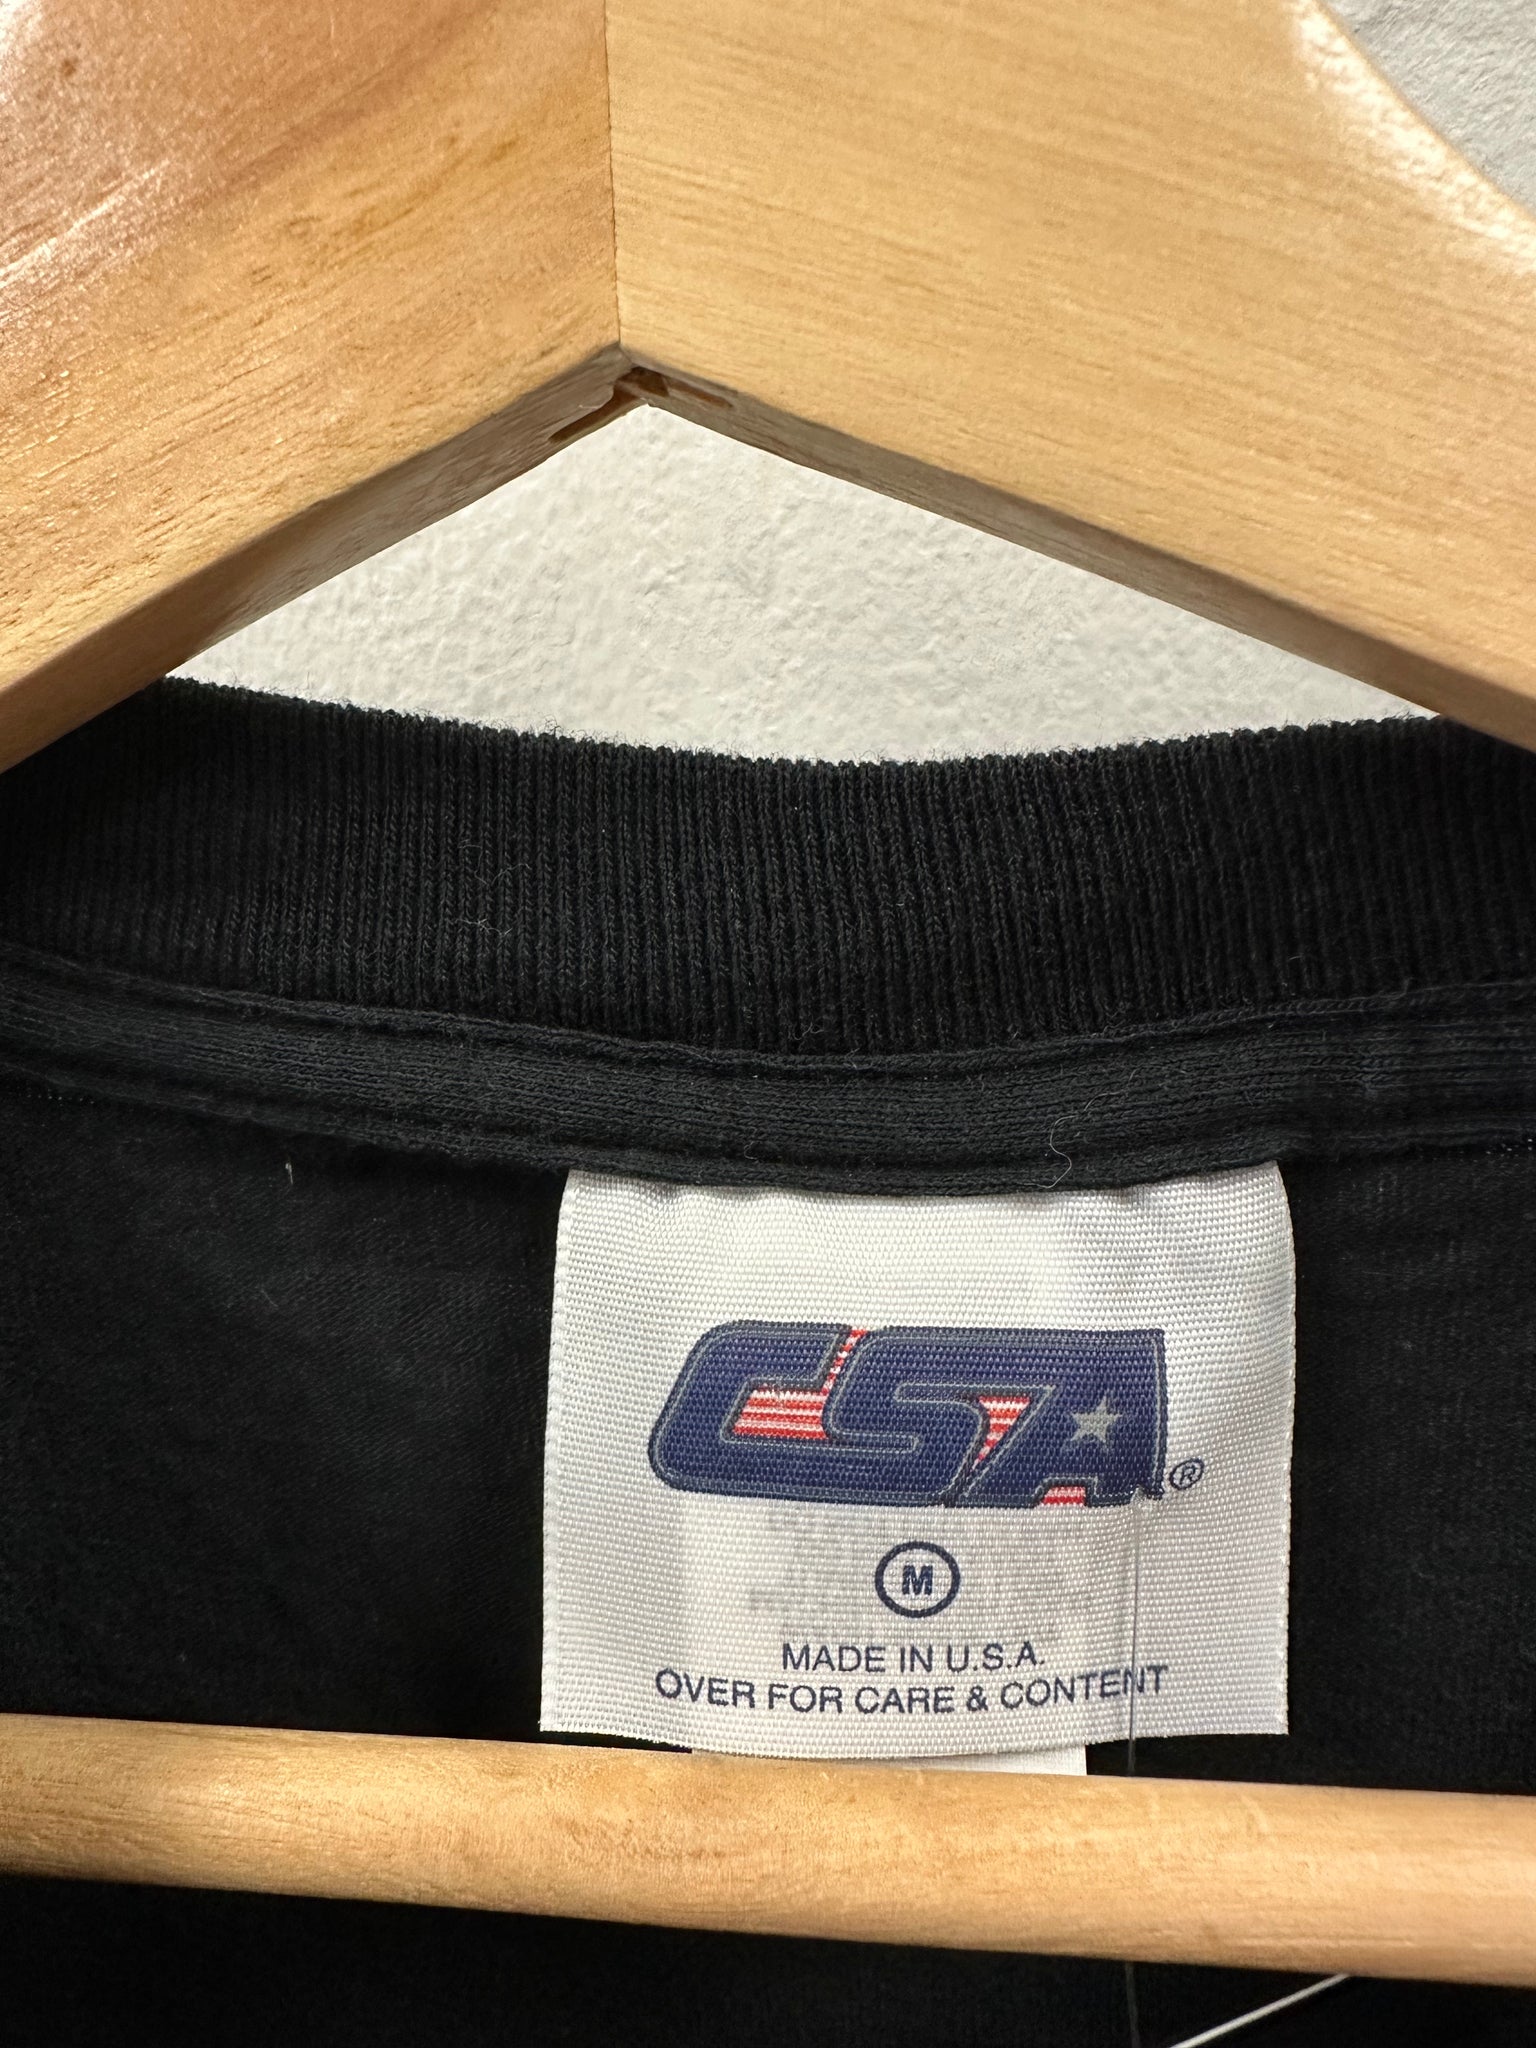 CSA®
M
MADE IN U.S.A.
OVER FOR CARE & CONTENT